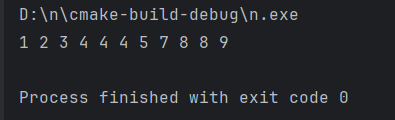 D:\n\cmake-build-debug\n.exe
1 2 3 4 4 4 5 7 8 8 9
Process finished with exit code 0